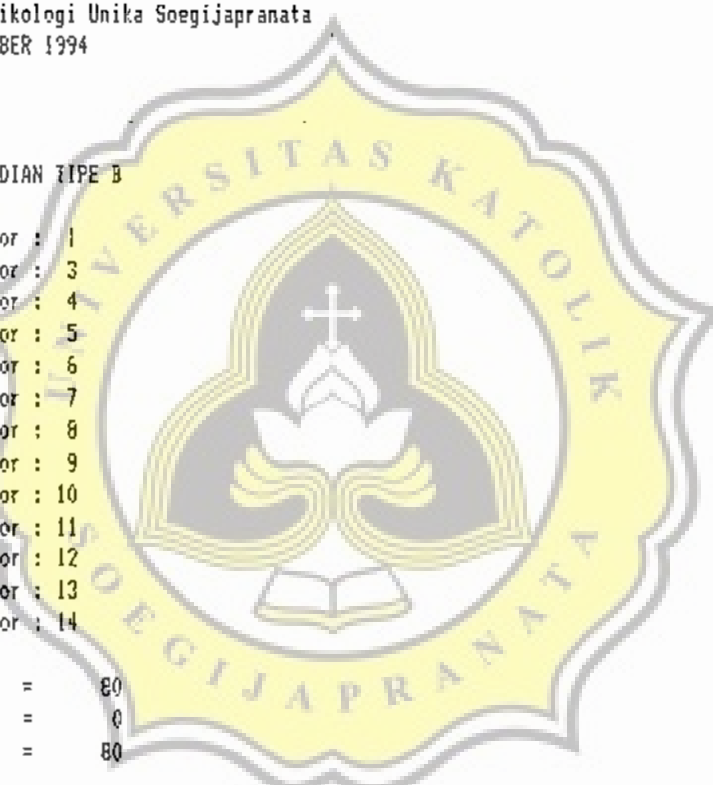 ikologi Unika Soegijapranata
BER 1994
DIAN TIPE B
or : 1
or : 3
or : 4
or : 5
or : 6
or : 7
or : 8
or : 9
or : 10
or : 11
or : 12
or : 13
or : 14
= 80
= 0
= 80
UNIVERSITAS KATOLIK
SOEGIJAPRANATA